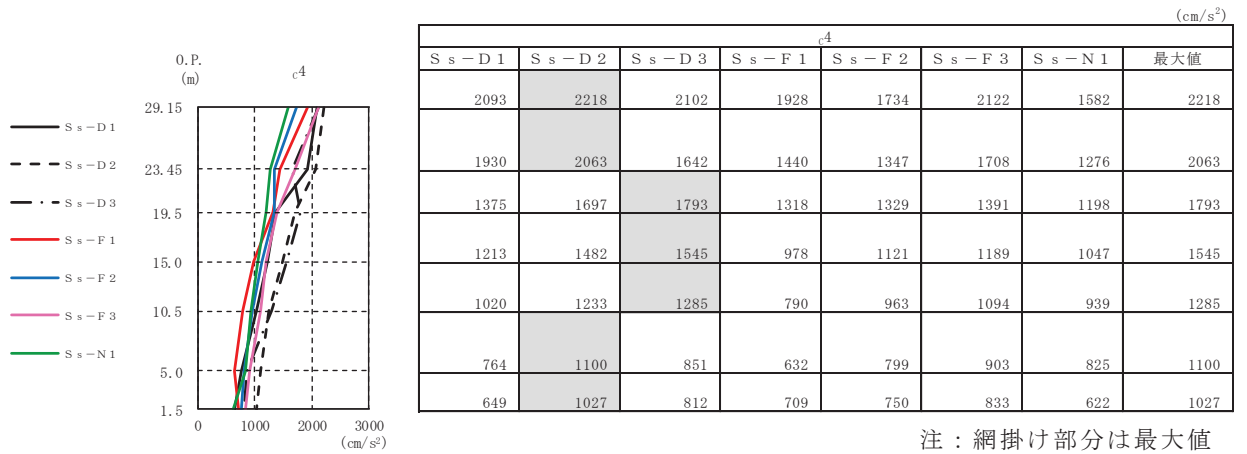 (cm/s²)
c4
Ｓｓ－Ｄ１ Ｓｓ－Ｄ２ Ｓｓ－Ｄ３ Ｓｓ－Ｆ１ Ｓｓ－Ｆ２ Ｓｓ－Ｆ３ Ｓｓ－Ｎ１ 最大値
2093 2218 2102 1928 1734 2122 1582 2218
1930 2063 1642 1440 1347 1708 1276 2063
1375 1697 1793 1318 1329 1391 1198 1793
1213 1482 1545 978 1121 1189 1047 1545
1020 1233 1285 790 963 1094 939 1285
764 1100 851 632 799 903 825 1100
649 1027 812 709 750 833 622 1027
O.P.
(m)
c4
29.15
23.45
19.5
15.0
10.5
5.0
1.5
0 1000 2000 3000
(cm/s²)
Ｓｓ－Ｄ１
Ｓｓ－Ｄ２
Ｓｓ－Ｄ３
Ｓｓ－Ｆ１
Ｓｓ－Ｆ２
Ｓｓ－Ｆ３
Ｓｓ－Ｎ１
注：網掛け部分は最大値